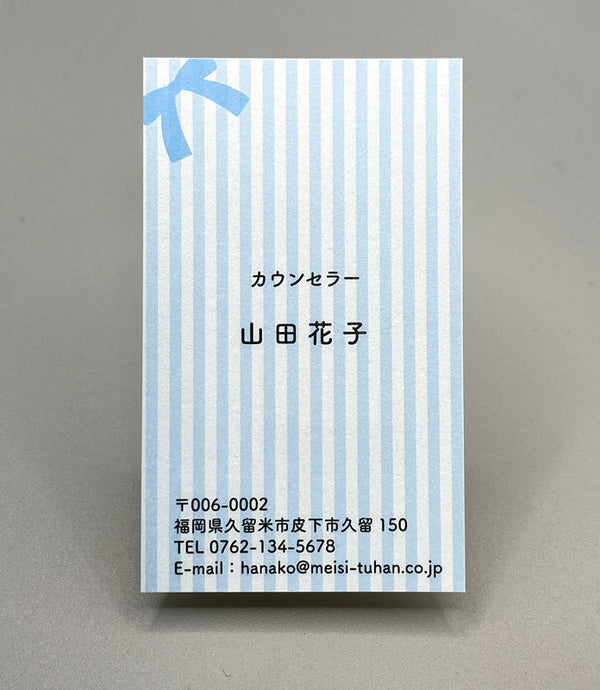 カウンセラー
山田花子
〒006-0002
福岡県久留米市皮下市久留 150
TEL 0762-134-5678
E-mail：hanako@meisi-tuhan.co.jp